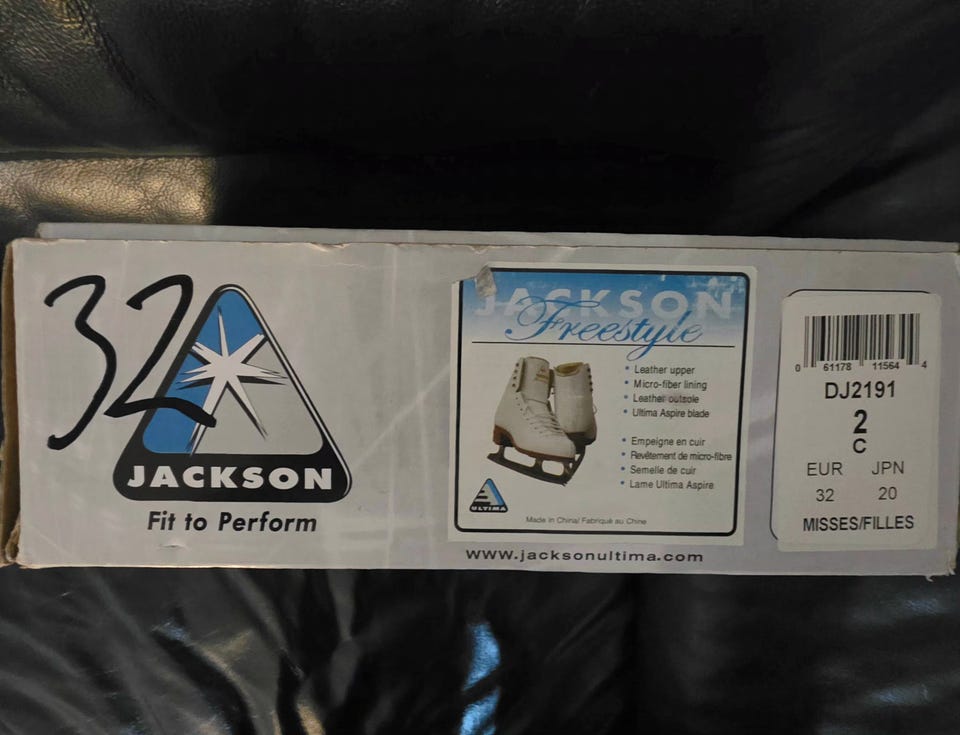 32
JACKSON
Fit to Perform
JACKSON
Freestyle
• Leather upper
• Micro-fiber lining
• Leather outsole
• Ultima Aspire blade
• Empeigne en cuir
• Revêtement de micro-fibre
• Semelle de cuir
• Lame Ultima Aspire
ULTIMA
Made in China/ Fabriqué au Chine
www.jacksonultima.com
0 61178 11564 4
DJ2191
2
C
EUR JPN
32 20
MISSES/FILLES